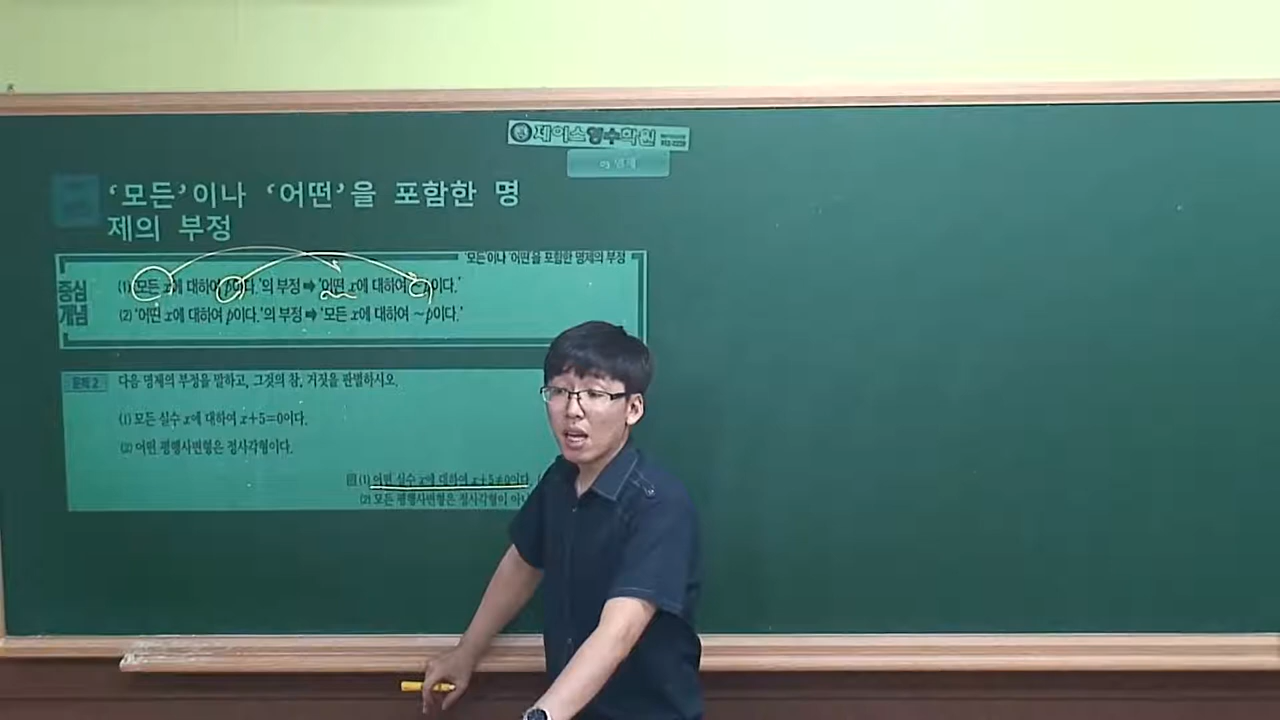 제이스영수학원
03 명제
‘모든’이나 ‘어떤’을 포함한 명
제의 부정
‘모든’이나 ‘어떤’을 포함한 명제의 부정
중심
개념
(1) ‘모든 x에 대하여 p이다.’의 부정 ➡ ‘어떤 x에 대하여 ~p이다.’
(2) ‘어떤 x에 대하여 p이다.’의 부정 ➡ ‘모든 x에 대하여 ~p이다.’
문제 2 다음 명제의 부정을 말하고, 그것의 참, 거짓을 판별하시오.
(1) 모든 실수 x에 대하여 x+5=0이다.
(2) 어떤 평행사변형은 정사각형이다.
답 (1) 어떤 실수 x에 대하여 x+5≠0이다.
(2) 모든 평행사변형은 정사각형이 아니